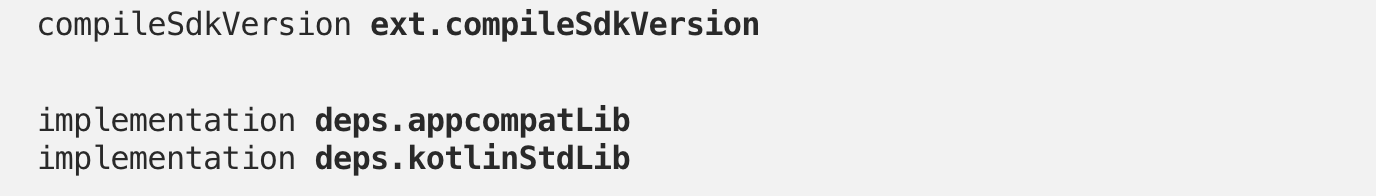 compileSdkVersion ext.compileSdkVersion
implementation deps.appcompatLib
implementation deps.kotlinStdLib